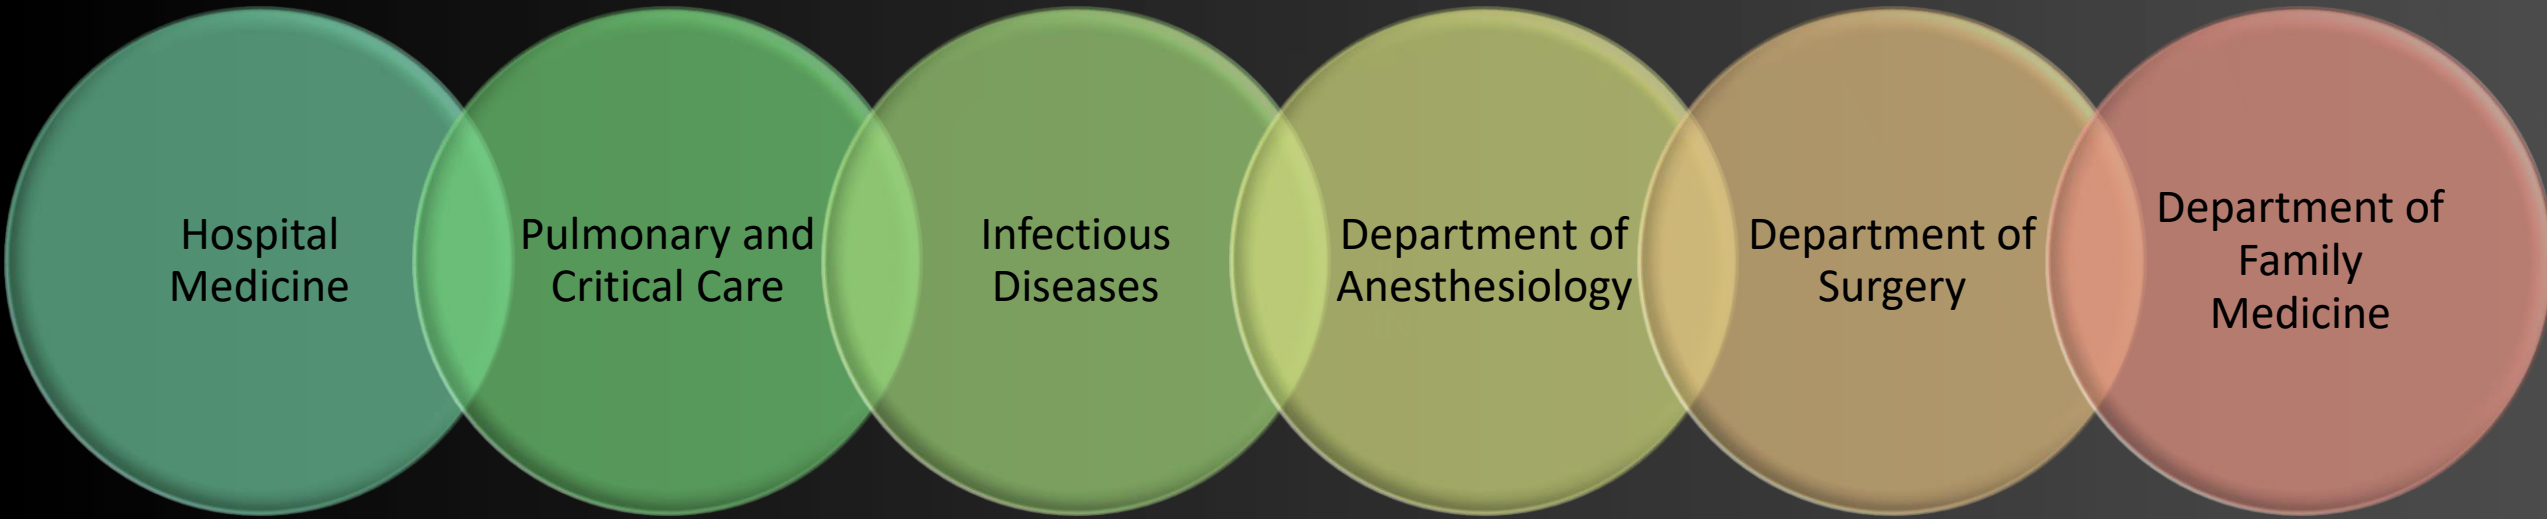 Hospital
Medicine
Pulmonary and
Critical Care
Infectious
Diseases
Department of
Anesthesiology
Department of
Surgery
Department of
Family
Medicine